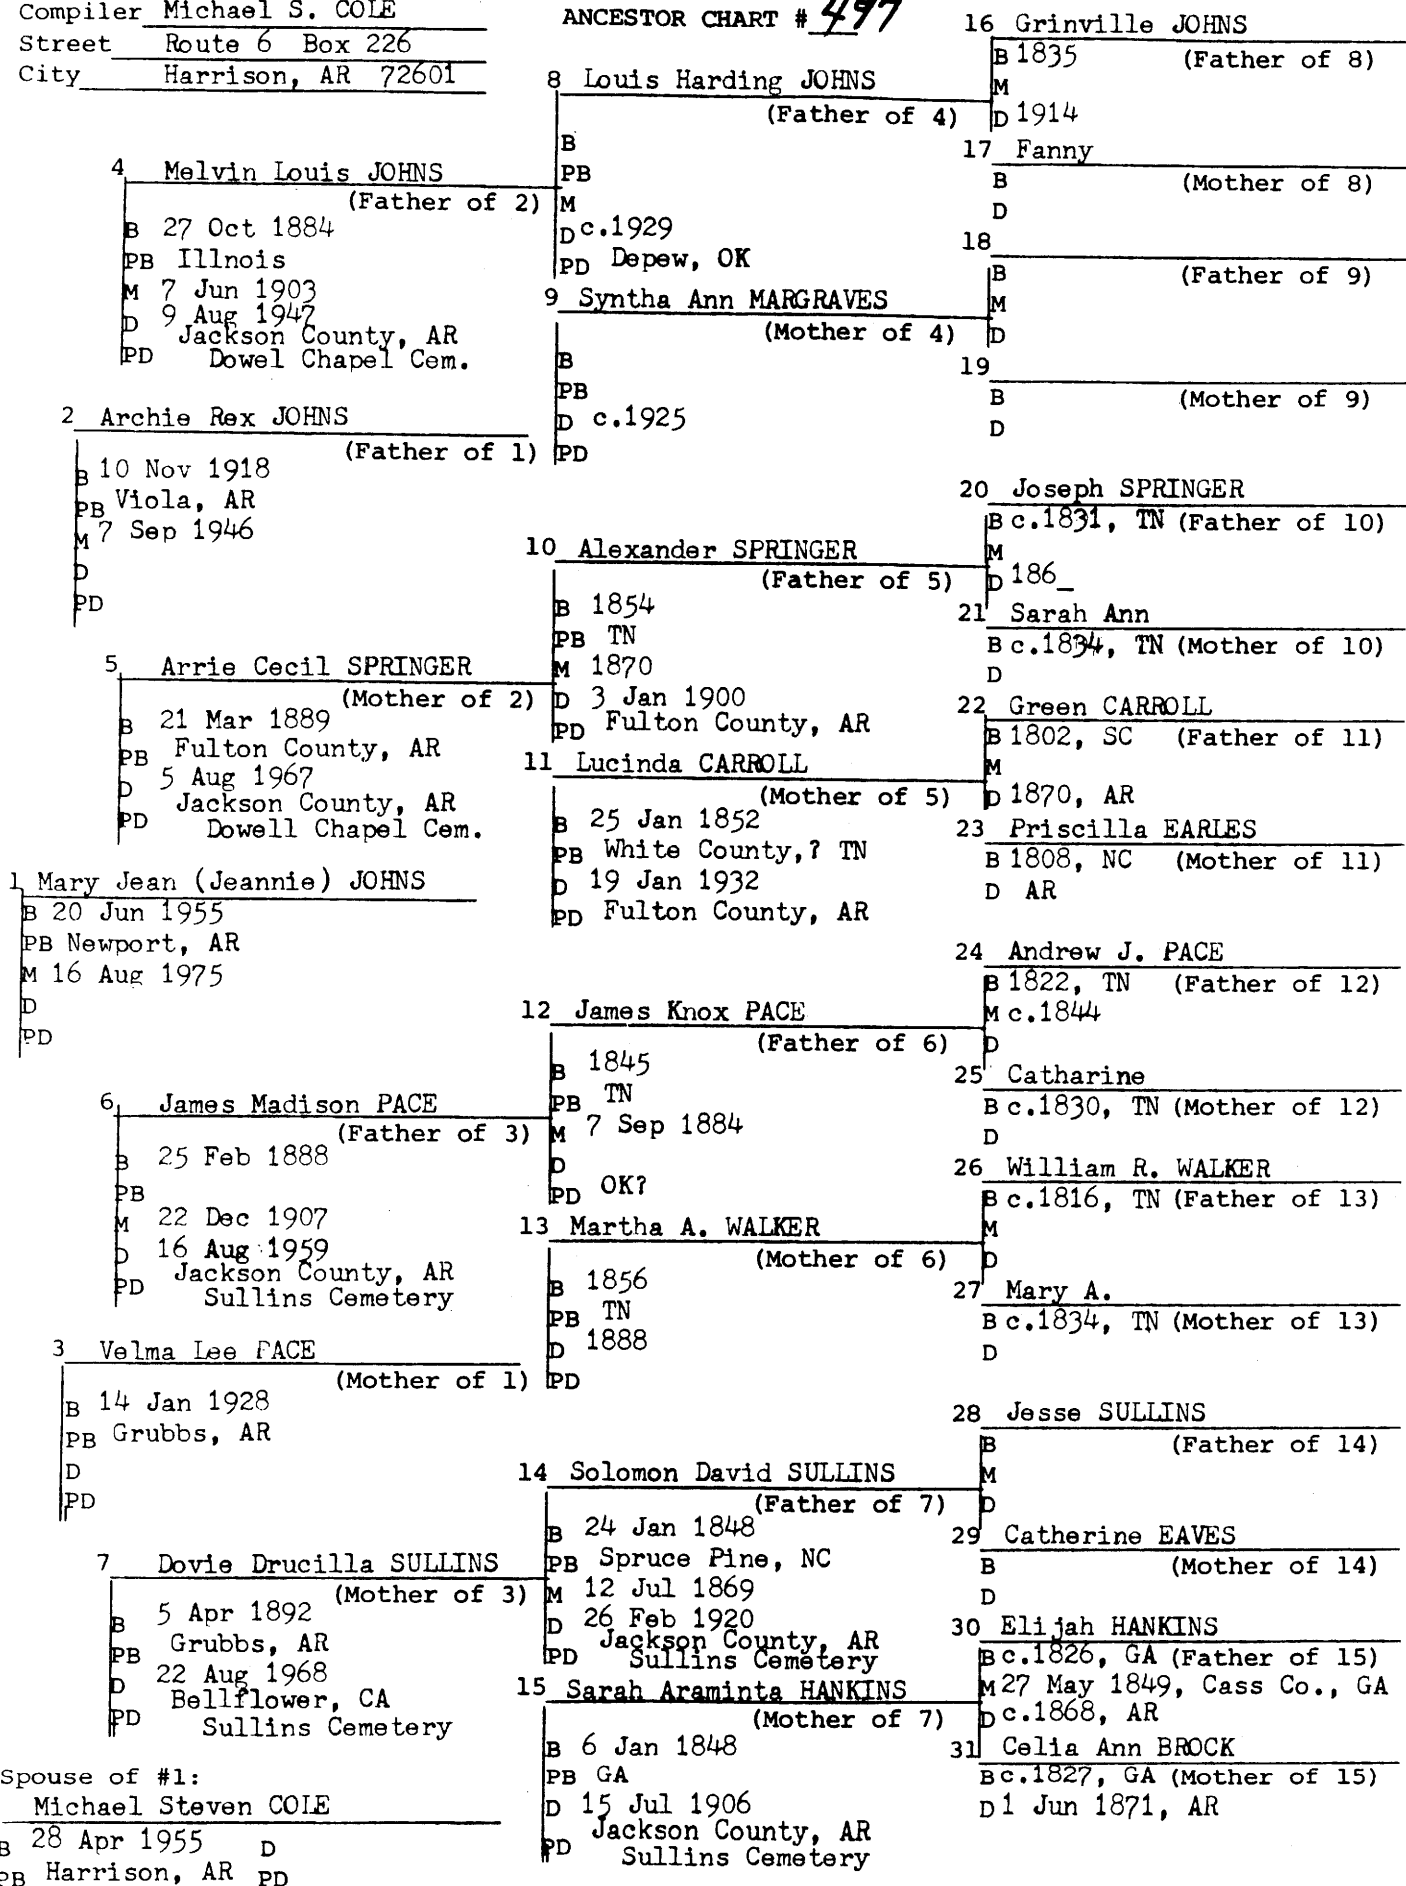 Compiler Michael S. COLE
Street Route 6 Box 226
City Harrison, AR 72601
ANCESTOR CHART # 497
1 Mary Jean (Jeannie) JOHNS
B 20 Jun 1955
PB Newport, AR
M 16 Aug 1975
D
PD
Spouse of #1:
Michael Steven COLE
B 28 Apr 1955 D
PB Harrison, AR PD
2 Archie Rex JOHNS
(Father of 1)
B 10 Nov 1918
PB Viola, AR
M 7 Sep 1946
D
PD
3 Velma Lee PACE
(Mother of 1)
B 14 Jan 1928
PB Grubbs, AR
D
PD
4 Melvin Louis JOHNS
(Father of 2)
B 27 Oct 1884
PB Illnois
M 7 Jun 1903
D 9 Aug 1947
Jackson County, AR
PD Dowel Chapel Cem.
5 Arrie Cecil SPRINGER
(Mother of 2)
B 21 Mar 1889
PB Fulton County, AR
D 5 Aug 1967
Jackson County, AR
PD Dowell Chapel Cem.
6 James Madison PACE
(Father of 3)
B 25 Feb 1888
PB
M 22 Dec 1907
D 16 Aug 1959
Jackson County, AR
PD Sullins Cemetery
7 Dovie Drucilla SULLINS
(Mother of 3)
B 5 Apr 1892
PB Grubbs, AR
D 22 Aug 1968
Bellflower, CA
PD Sullins Cemetery
8 Louis Harding JOHNS
(Father of 4)
B
PB
M
D c.1929
PD Depew, OK
9 Syntha Ann MARGRAVES
(Mother of 4)
B
PB
D c.1925
PD
10 Alexander SPRINGER
(Father of 5)
B 1854
PB TN
M 1870
D 3 Jan 1900
PD Fulton County, AR
11 Lucinda CARROLL
(Mother of 5)
B 25 Jan 1852
PB White County,? TN
D 19 Jan 1932
PD Fulton County, AR
12 James Knox PACE
(Father of 6)
B 1845
PB TN
M 7 Sep 1884
D
PD OK?
13 Martha A. WALKER
(Mother of 6)
B 1856
PB TN
D 1888
PD
14 Solomon David SULLINS
(Father of 7)
B 24 Jan 1848
PB Spruce Pine, NC
M 12 Jul 1869
D 26 Feb 1920
Jackson County, AR
PD Sullins Cemetery
15 Sarah Araminta HANKINS
(Mother of 7)
B 6 Jan 1848
PB GA
D 15 Jul 1906
Jackson County, AR
PD Sullins Cemetery
16 Grinville JOHNS
B 1835 (Father of 8)
M
D 1914
17 Fanny
B (Mother of 8)
D
18
B (Father of 9)
M
D
19
B (Mother of 9)
D
20 Joseph SPRINGER
B c.1831, TN (Father of 10)
M
D 186_
21 Sarah Ann
B c.1834, TN (Mother of 10)
D
22 Green CARROLL
B 1802, SC (Father of 11)
M
D 1870, AR
23 Priscilla EARLES
B 1808, NC (Mother of 11)
D AR
24 Andrew J. PACE
B 1822, TN (Father of 12)
M c.1844
D
25 Catharine
B c.1830, TN (Mother of 12)
D
26 William R. WALKER
B c.1816, TN (Father of 13)
M
D
27 Mary A.
B c.1834, TN (Mother of 13)
D
28 Jesse SULLINS
B (Father of 14)
M
D
29 Catherine EAVES
B (Mother of 14)
D
30 Elijah HANKINS
B c.1826, GA (Father of 15)
M 27 May 1849, Cass Co., GA
D c.1868, AR
31 Celia Ann BROCK
B c.1827, GA (Mother of 15)
D 1 Jun 1871, AR